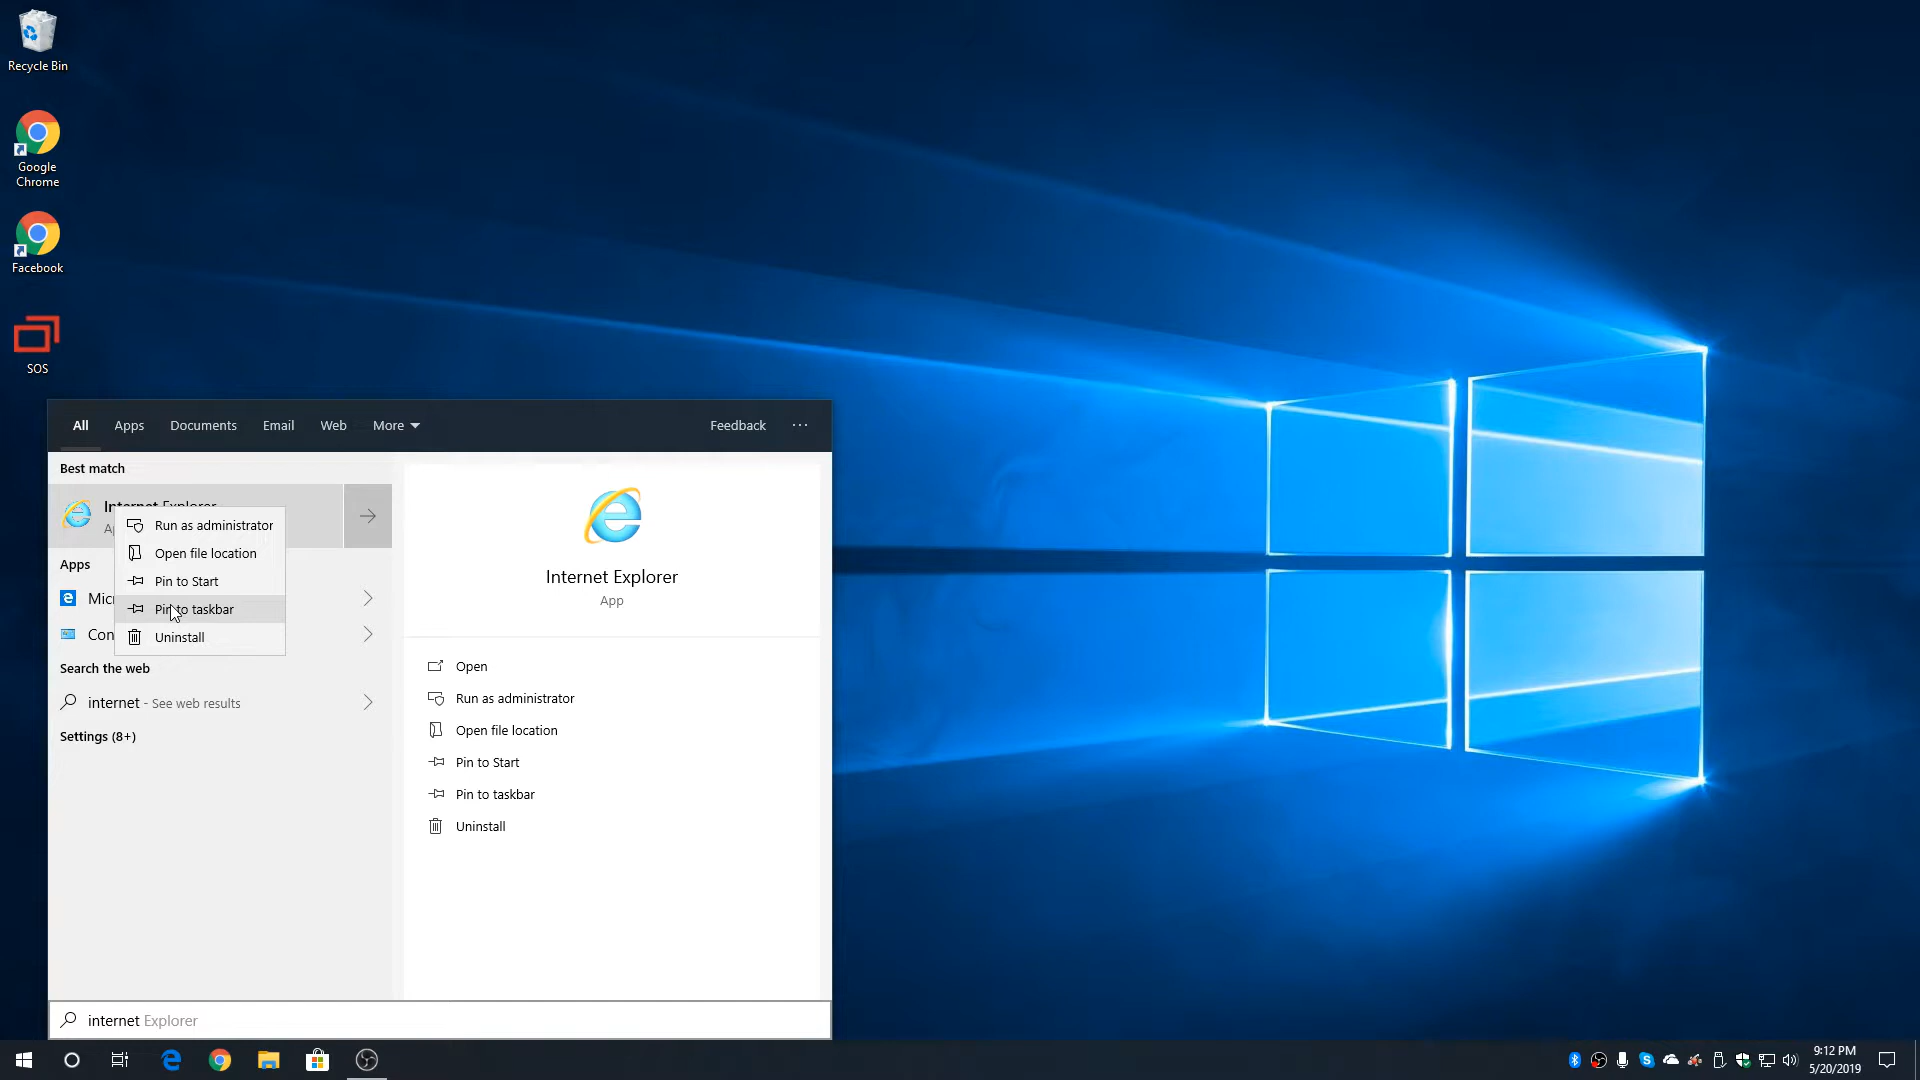 Recycle Bin
Google
Chrome
Facebook
SOS
All Apps Documents Email Web More Feedback ...
Best match
Internet Explorer
Run as administrator
Open file location
Apps
Pin to Start
Pin to taskbar
Uninstall
Search the web
internet - See web results
Settings (8+)
Internet Explorer
App
Open
Run as administrator
Open file location
Pin to Start
Pin to taskbar
Uninstall
internet Explorer
9:12 PM
5/20/2019